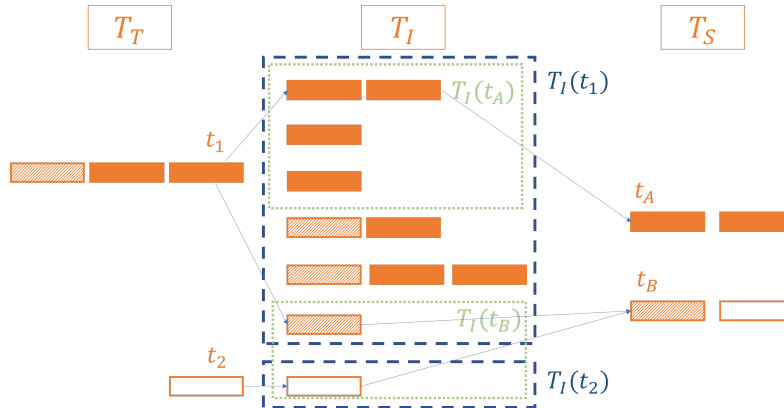 T_T T_I T_S
T_I(t_A) T_I(t_1)
t_1
t_A
t_B
T_I(t_B)
t_2
T_I(t_2)